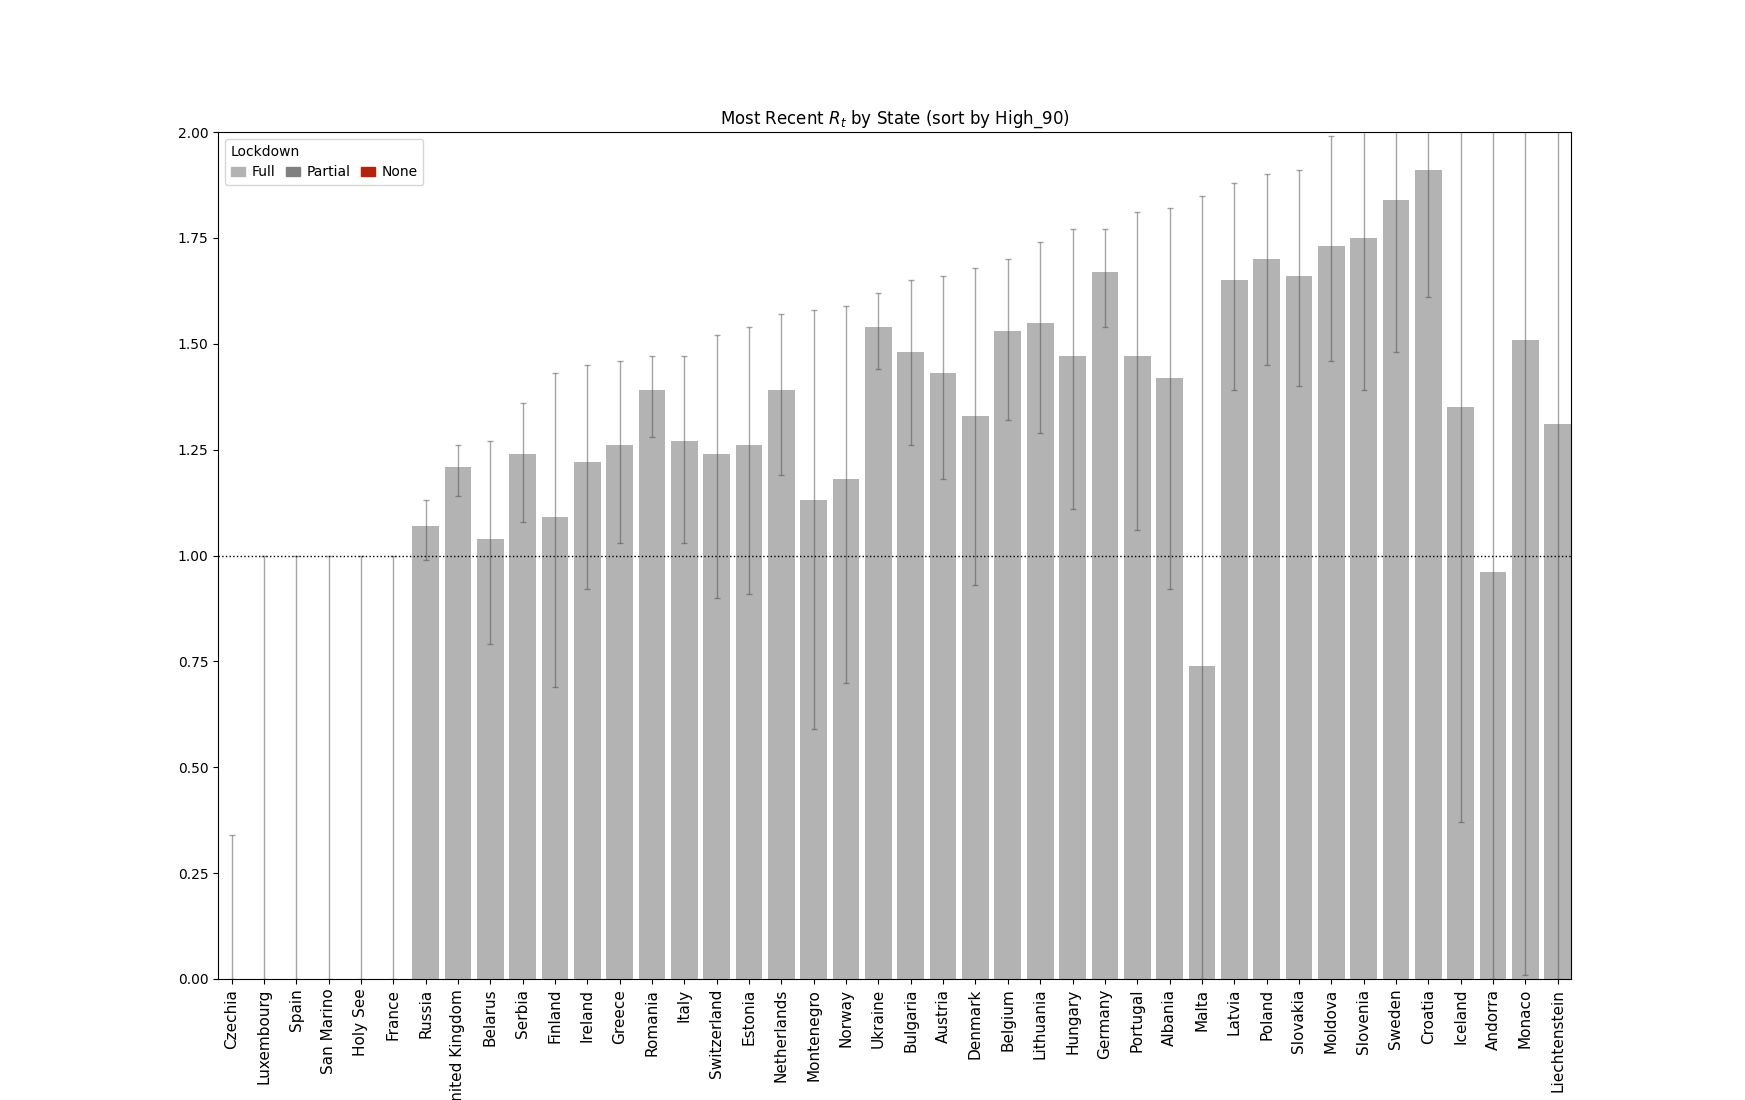 Most Recent R_t by State (sort by High_90)
Lockdown
Full Partial None
2.00
1.75
1.50
1.25
1.00
0.75
0.50
0.25
0.00
Czechia
Luxembourg
Spain
San Marino
Holy See
France
Russia
nited Kingdom
Belarus
Serbia
Finland
Ireland
Greece
Romania
Italy
Switzerland
Estonia
Netherlands
Montenegro
Norway
Ukraine
Bulgaria
Austria
Denmark
Belgium
Lithuania
Hungary
Germany
Portugal
Albania
Malta
Latvia
Poland
Slovakia
Moldova
Slovenia
Sweden
Croatia
Iceland
Andorra
Monaco
Liechtenstein